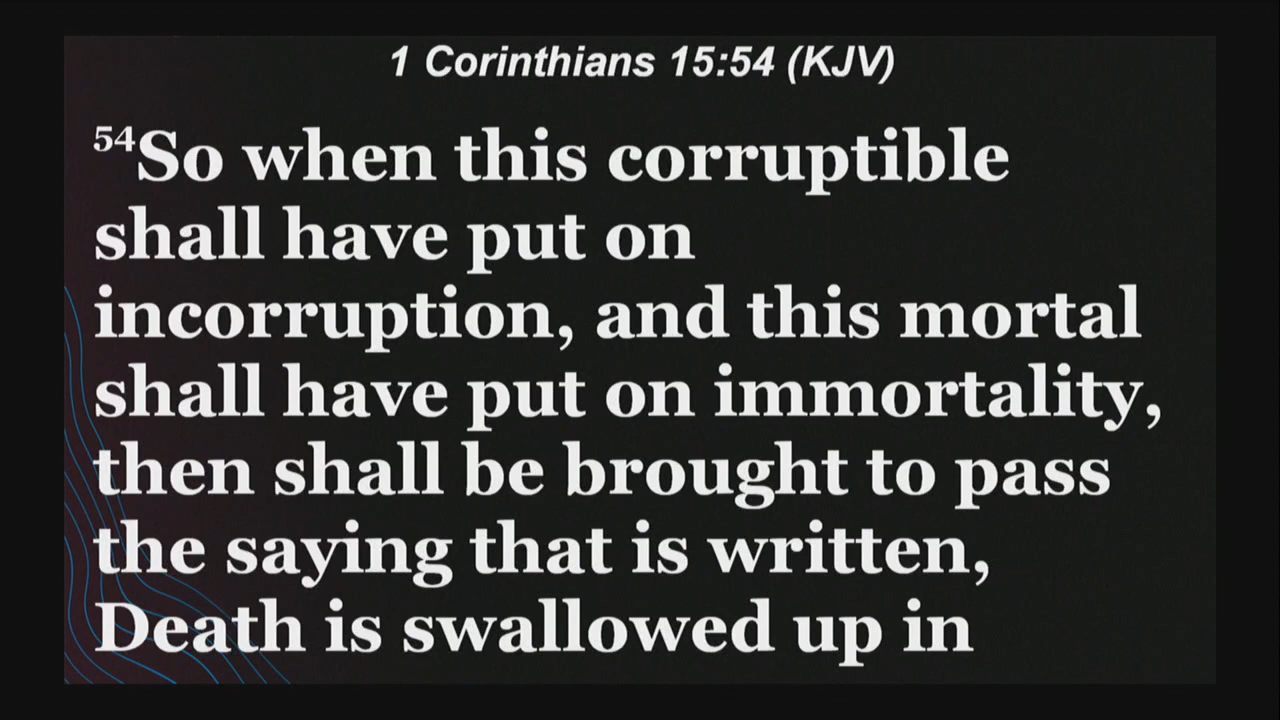 1 Corinthians 15:54 (KJV)
54So when this corruptible
shall have put on
incorruption, and this mortal
shall have put on immortality,
then shall be brought to pass
the saying that is written,
Death is swallowed up in